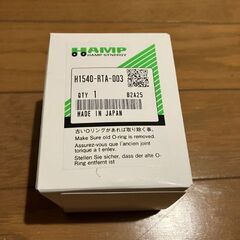 HAMP
HAMP SYNERGY
H1540-RTA-003
QTY 1 82A25
MADE IN JAPAN
古いOリングがあれば取り除く事。
Make Sure old O-ring is removed.
Assurez-vous que l'ancien joint
torique a t enlev.
Stellen Sie sicher, dass der alte O-
Ring entfernt ist